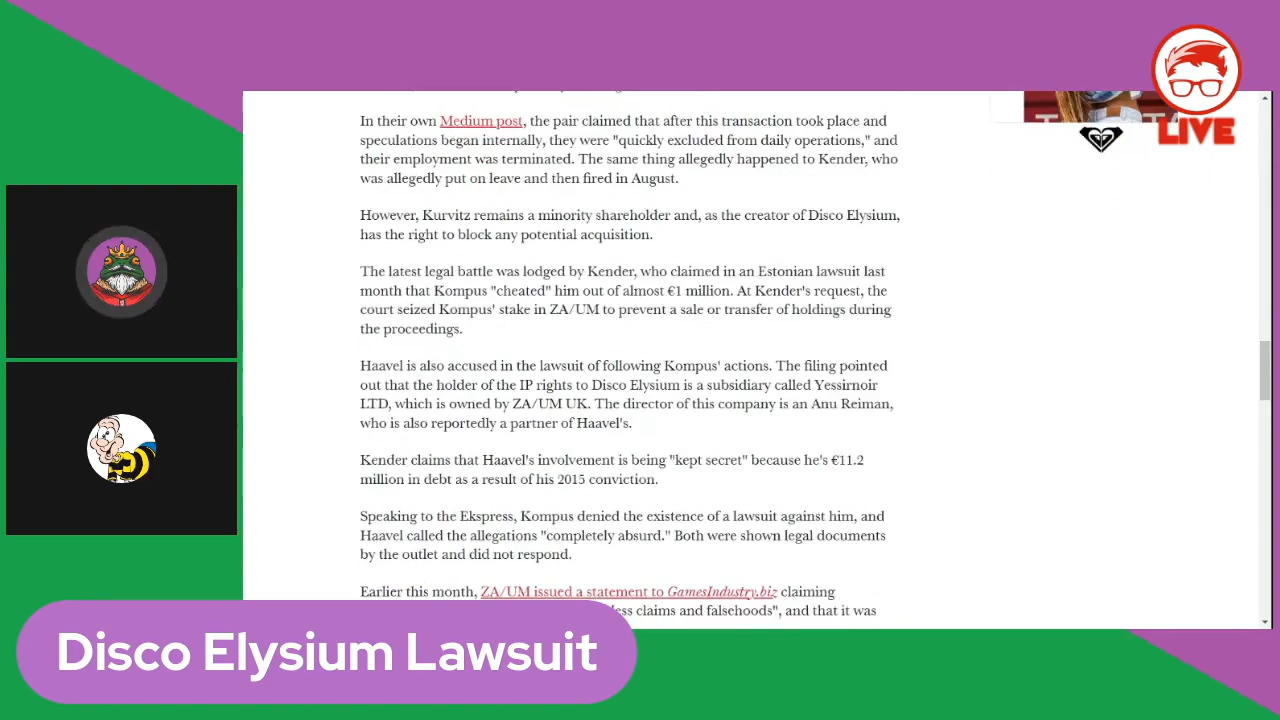 In their own Medium post, the pair claimed that after this transaction took place and
speculations began internally, they were "quickly excluded from daily operations," and
their employment was terminated. The same thing allegedly happened to Kender, who
was allegedly put on leave and then fired in August.
However, Kurvitz remains a minority shareholder and, as the creator of Disco Elysium,
has the right to block any potential acquisition.
The latest legal battle was lodged by Kender, who claimed in an Estonian lawsuit last
month that Kompus "cheated" him out of almost €1 million. At Kender's request, the
court seized Kompus' stake in ZA/UM to prevent a sale or transfer of holdings during
the proceedings.
Haavel is also accused in the lawsuit of following Kompus' actions. The filing pointed
out that the holder of the IP rights to Disco Elysium is a subsidiary called Yessirnoir
LTD, which is owned by ZA/UM UK. The director of this company is an Anu Reiman,
who is also reportedly a partner of Haavel's.
Kender claims that Haavel's involvement is being "kept secret" because he's €11.2
million in debt as a result of his 2015 conviction.
Speaking to the Ekspress, Kompus denied the existence of a lawsuit against him, and
Haavel called the allegations "completely absurd." Both were shown legal documents
by the outlet and did not respond.
Earlier this month, ZA/UM issued a statement to GamesIndustry.biz claiming
claims and falsehoods", and that it was
LIVE
Disco Elysium Lawsuit